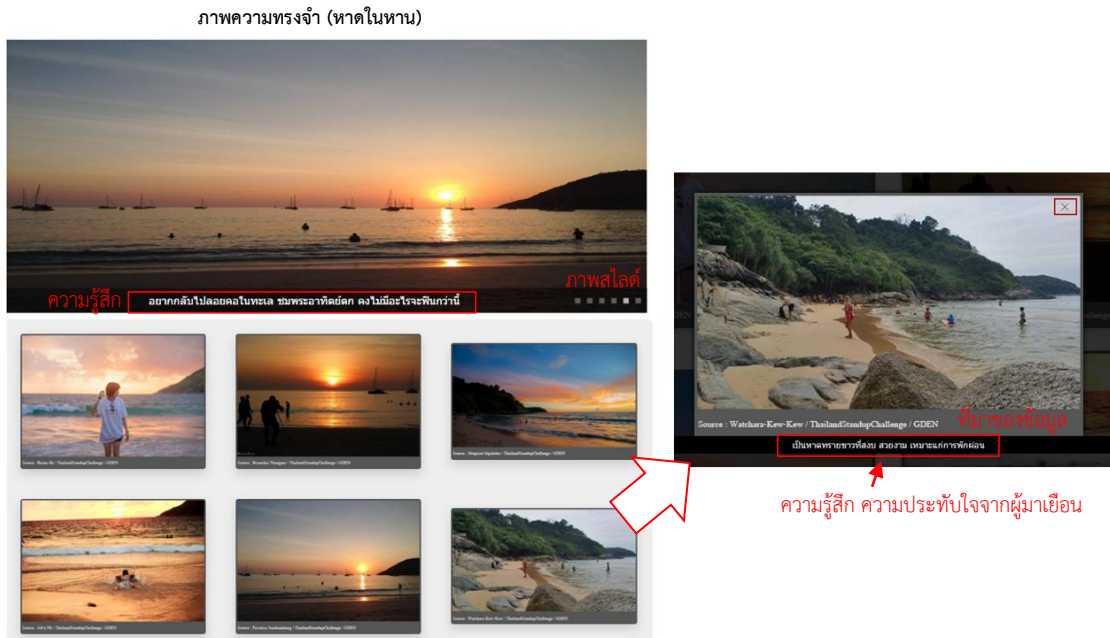 ภาพความทรงจำ (หาดในหาน)
ภาพสไลด์
ความรู้สึก
อยากกลับไปลอยคอในทะเล ชมพระอาทิตย์ตก คงไม่มีอะไรจะฟินกว่านี้
Source : Watchara-Kew-Kew / ThailandStandupChallenge / GDEN
ที่มาของข้อมูล
เป็นหาดทรายขาวที่สงบ สวยงาม เหมาะแก่การพักผ่อน
ความรู้สึก ความประทับใจจากผู้มาเยือน
Source : Watchara-Kew-Kew / ThailandStandupChallenge / GDEN